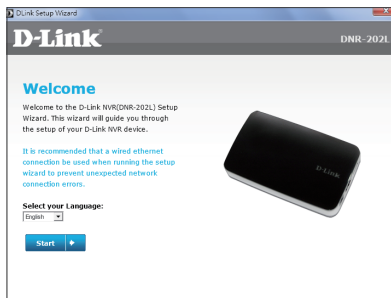 DLink Setup Wizard
D-Link
DNR-202L
Welcome
Welcome to the D-Link NVR(DNR-202L) Setup
Wizard. This wizard will guide you through
the setup of your D-Link NVR device.
It is recommended that a wired ethernet
connection be used when running the setup
wizard to prevent unexpected network
connection errors.
D-Link
Select your Language:
English
Start